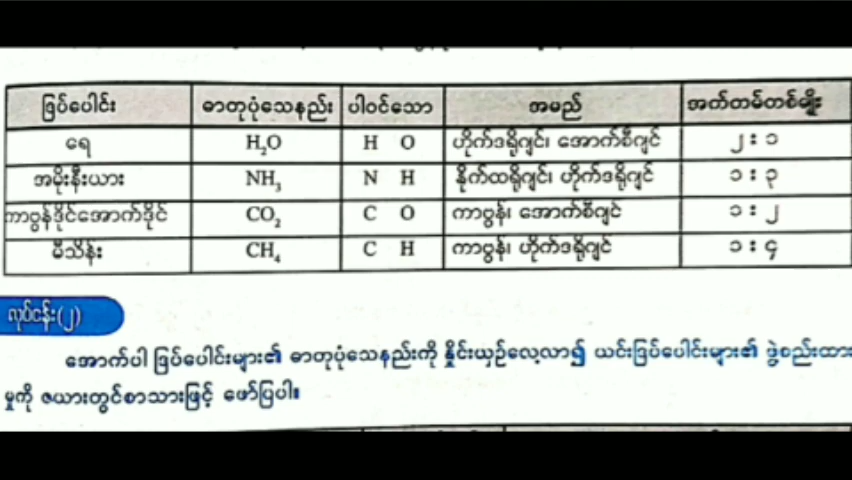 ဒြပ်ပေါင်း ဓာတုပုံသေနည်း ပါဝင်သော အမည် အက်တမ်တစ်မျိုး
ရေ H₂O H O ဟိုက်ဒရိုဂျင်၊ အောက်စီဂျင် ၂ : ၁
အမိုးနီးယား NH₃ N H နိုက်ထရိုဂျင်၊ ဟိုက်ဒရိုဂျင် ၁ : ၃
ကာဗွန်ဒိုင်အောက်ဒိုင် CO₂ C O ကာဗွန်၊ အောက်စီဂျင် ၁ : ၂
မီသိန်း CH₄ C H ကာဗွန်၊ ဟိုက်ဒရိုဂျင် ၁ : ၄
လုပ်ငန်း(၂)
အောက်ပါ ဒြပ်ပေါင်းများ၏ ဓာတုပုံသေနည်းကို နှိုင်းယှဉ်လေ့လာ၍ ယင်းဒြပ်ပေါင်းများ၏ ဖွဲ့စည်းထား
မှုကို ဇယားတွင်စာသားဖြင့် ဖော်ပြပါ။